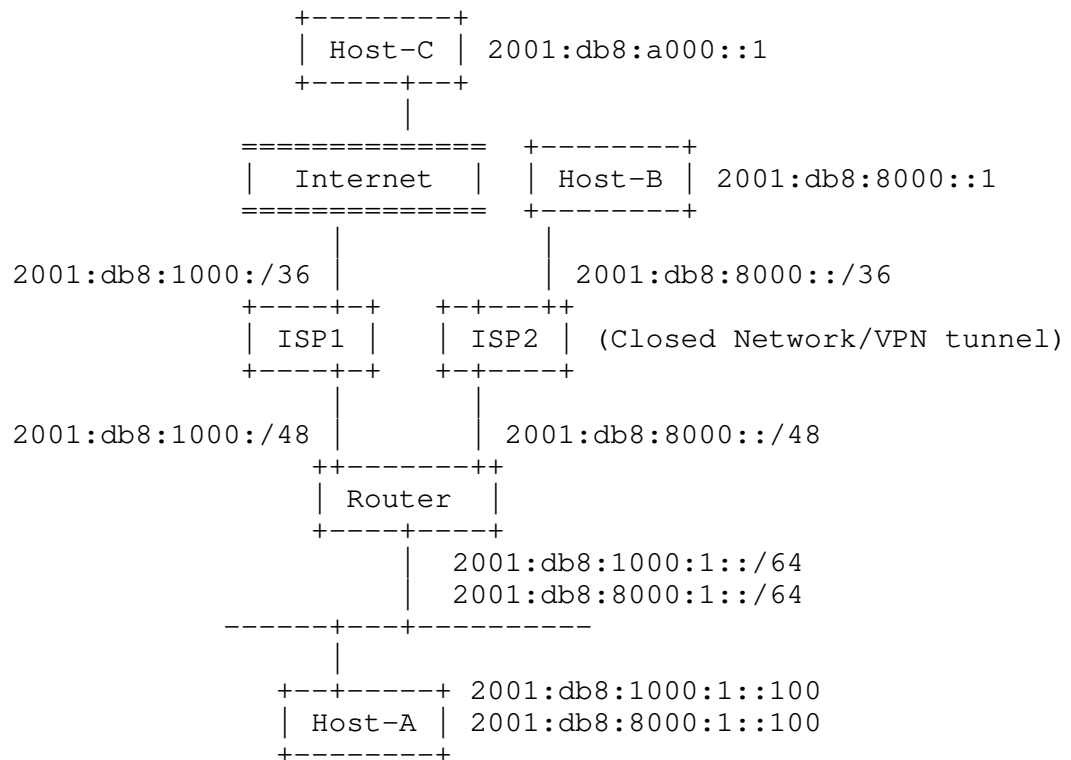 Host-C 2001:db8:a000::1
Internet Host-B 2001:db8:8000::1
2001:db8:1000:/36 2001:db8:8000::/36
ISP1 ISP2 (Closed Network/VPN tunnel)
2001:db8:1000:/48 2001:db8:8000::/48
Router
2001:db8:1000:1::/64
2001:db8:8000:1::/64
2001:db8:1000:1::100
Host-A 2001:db8:8000:1::100